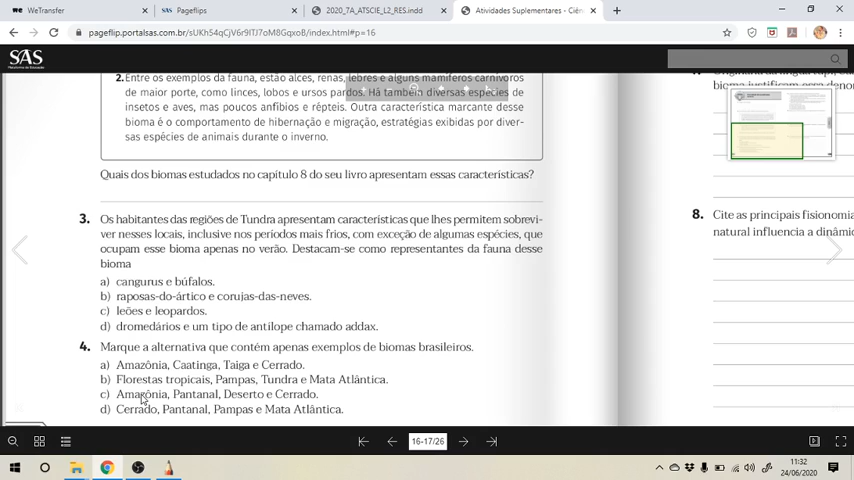 WeTransfer
SAS Pageflips
2020_7A_ATSCIE_L2_RES.indd
Atividades Suplementares - Ciên
pageflip.portalsas.com.br/sUKh54qCjV6r9ITJ7oM8GqxoB/index.html#p=16
SAS
2. Entre os exemplos da fauna, estão alces, renas, lebres e alguns mamíferos carnívoros
de maior porte, como linces, lobos e ursos pardos. Há também diversas espécies de
insetos e aves, mas poucos anfíbios e répteis. Outra característica marcante desse
bioma é o comportamento de hibernação e migração, estratégias exibidas por diver-
sas espécies de animais durante o inverno.
Quais dos biomas estudados no capítulo 8 do seu livro apresentam essas características?
3. Os habitantes das regiões de Tundra apresentam características que lhes permitem sobrevi-
ver nesses locais, inclusive nos períodos mais frios, com exceção de algumas espécies, que
ocupam esse bioma apenas no verão. Destacam-se como representantes da fauna desse
bioma
a) cangurus e búfalos.
b) raposas-do-ártico e corujas-das-neves.
c) leões e leopardos.
d) dromedários e um tipo de antílope chamado addax.
4. Marque a alternativa que contém apenas exemplos de biomas brasileiros.
a) Amazônia, Caatinga, Taiga e Cerrado.
b) Florestas tropicais, Pampas, Tundra e Mata Atlântica.
c) Amazônia, Pantanal, Deserto e Cerrado.
d) Cerrado, Pantanal, Pampas e Mata Atlântica.
bioma justificam essa denom
8. Cite as principais fisionomia
natural influencia a dinâmic
16-17/26
11:32
24/06/2020